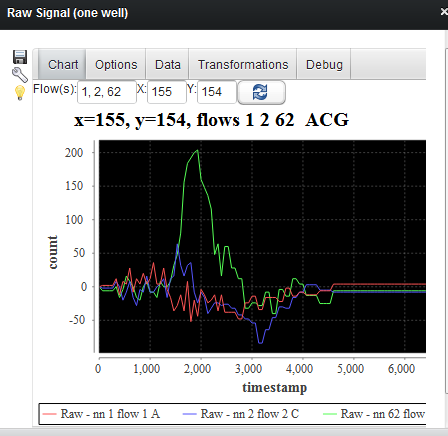 Raw Signal (one well)
Chart Options Data Transformations Debug
Flow(s): 1, 2, 62 X: 155 Y: 154
x=155, y=154, flows 1 2 62 ACG
200
150
100
50
0
-50
count
0 1,000 2,000 3,000 4,000 5,000 6,000
timestamp
Raw - nn 1 flow 1 A Raw - nn 2 flow 2 C Raw - nn 62 flow